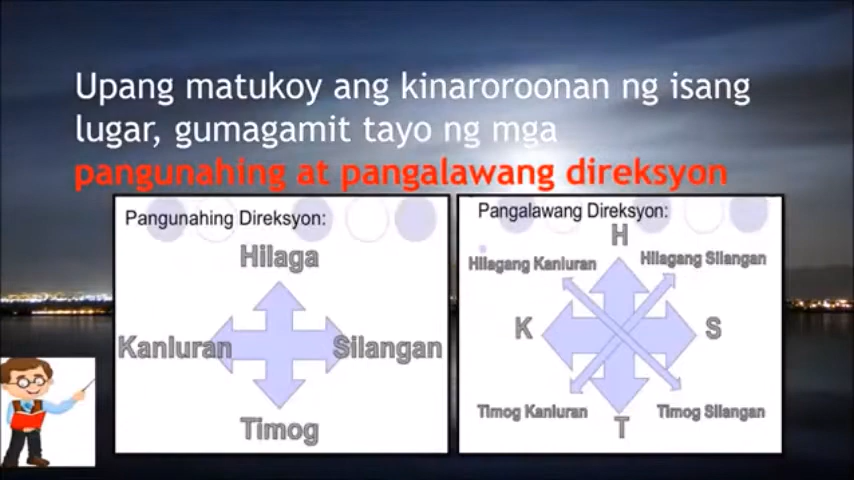 Upang matukoy ang kinaroroonan ng isang
lugar, gumagamit tayo ng mga
pangunahing at pangalawang direksyon
Pangunahing Direksyon:
Hilaga
Kanluran
Silangan
Timog
Pangalawang Direksyon:
H
Hilagang Kanluran
Hilagang Silangan
K
S
Timog Kanluran
Timog Silangan
T